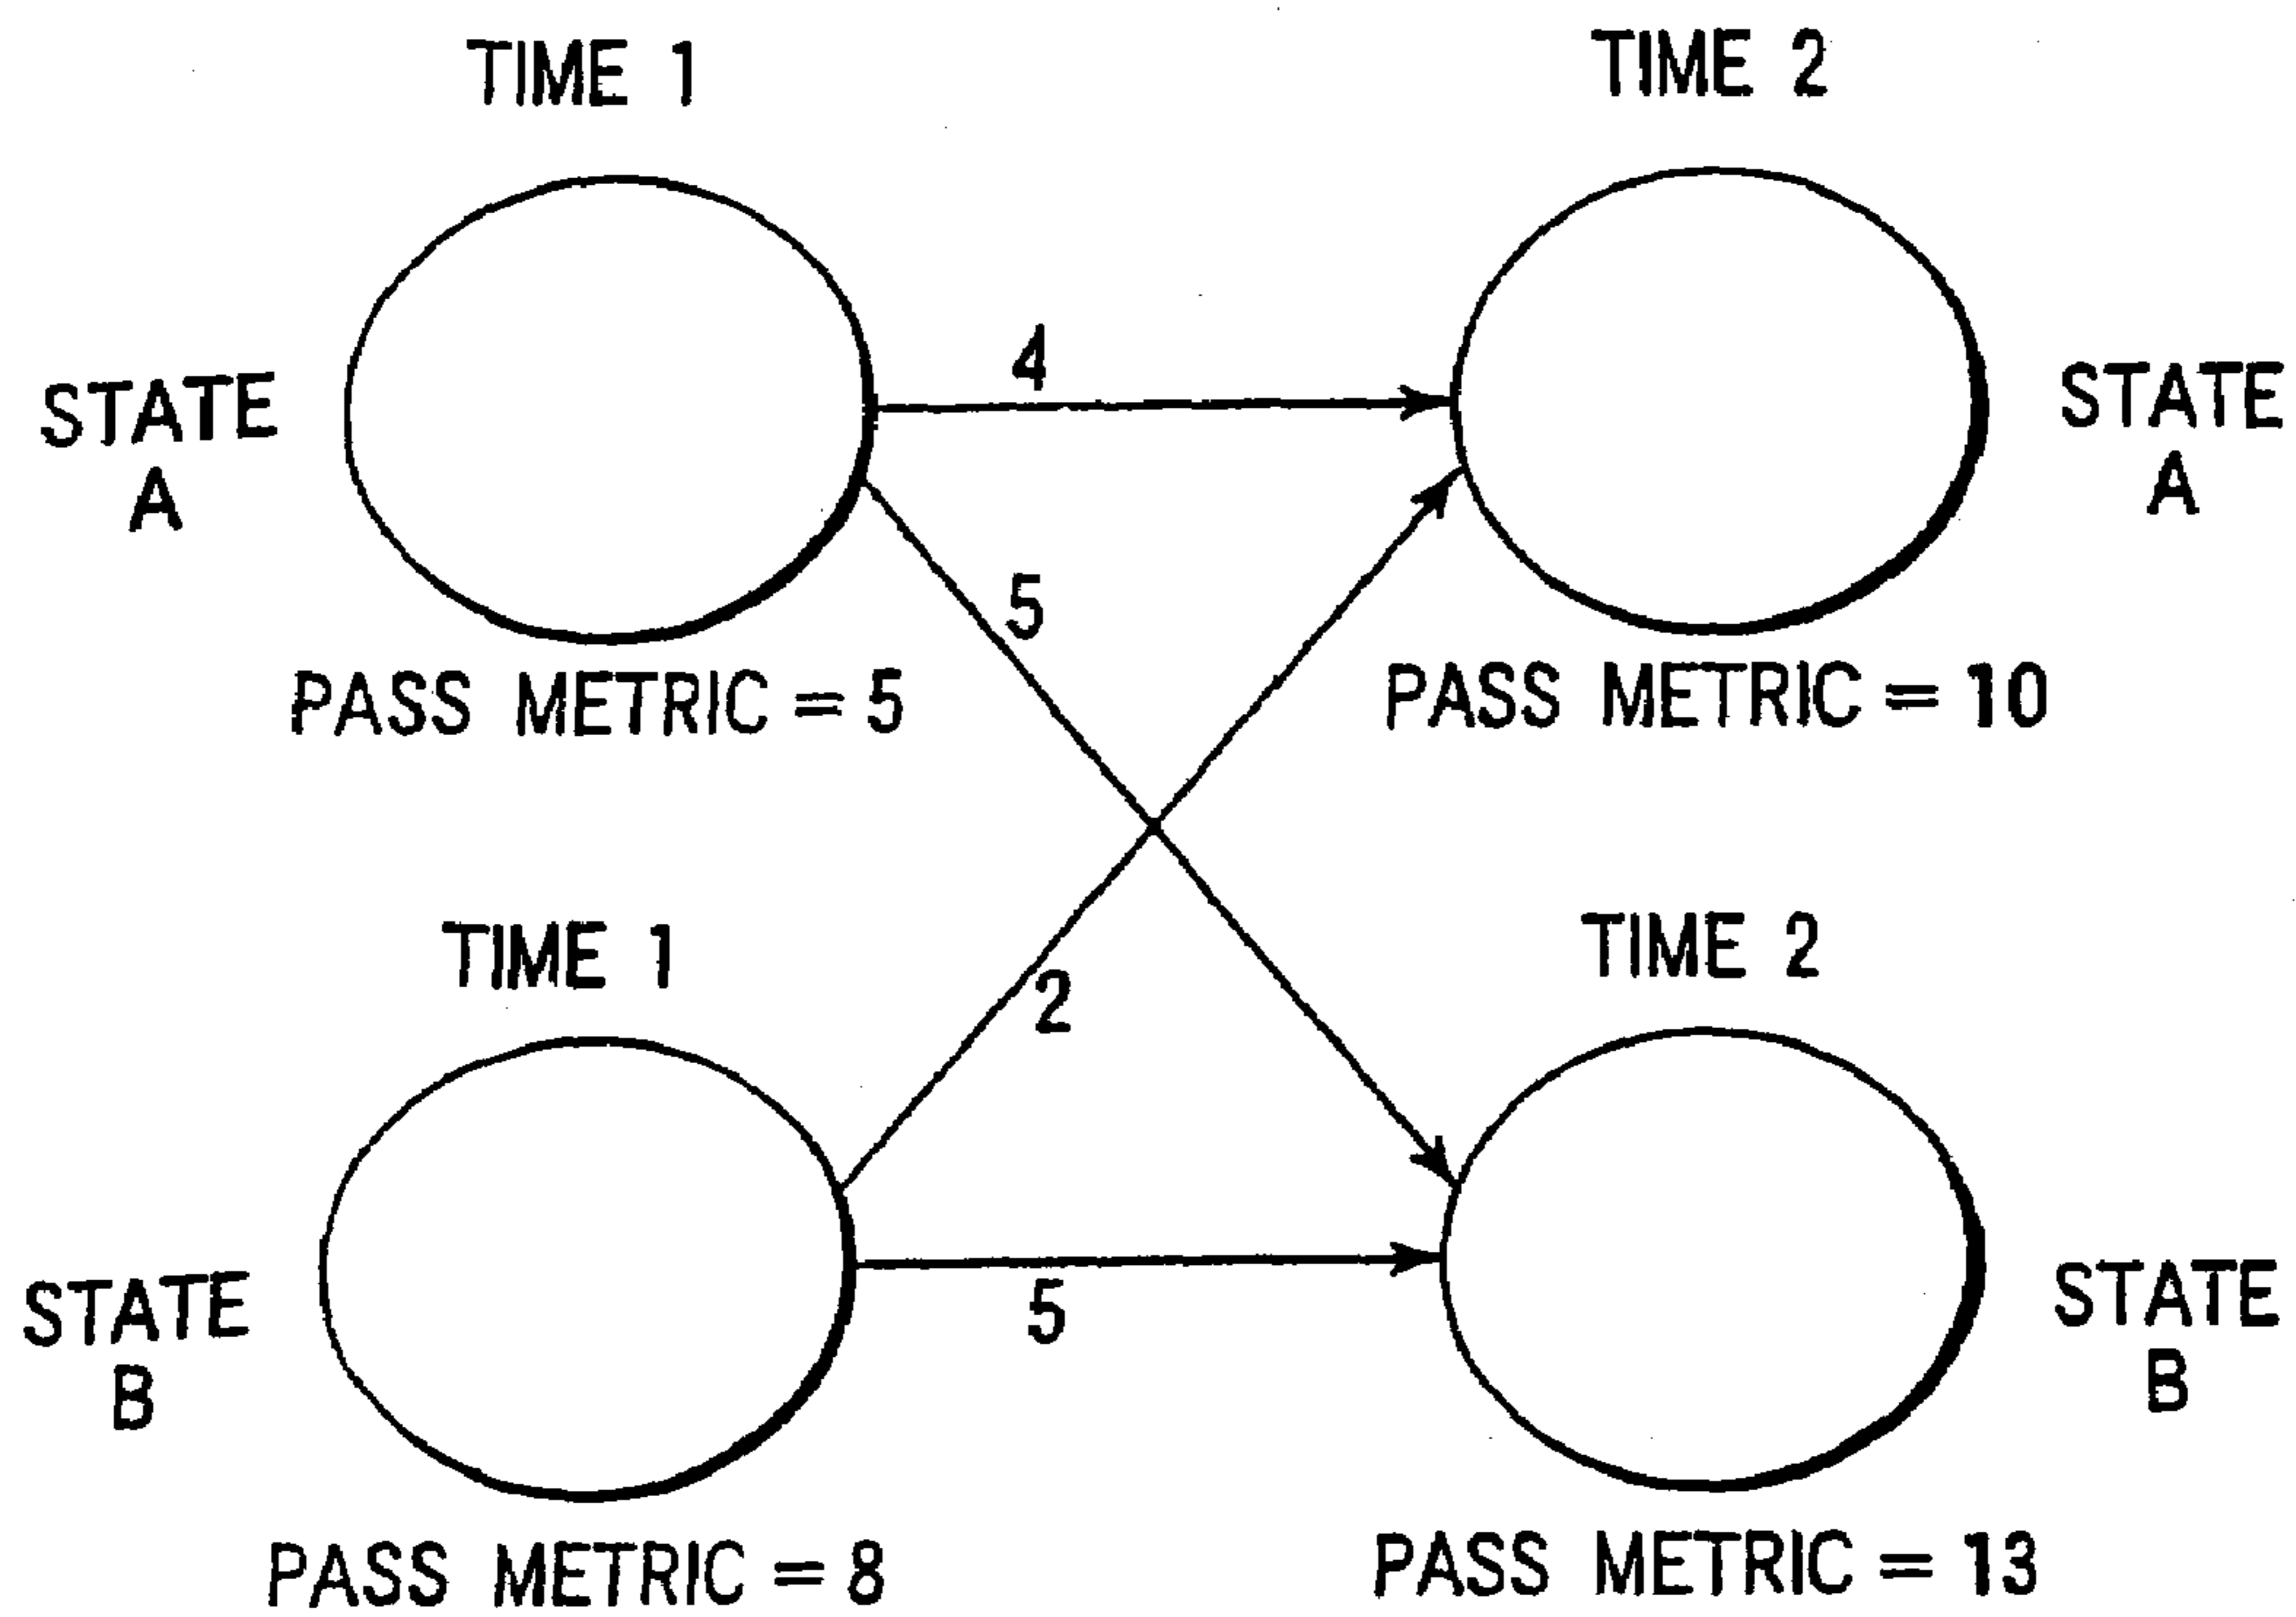 TIME 1
TIME 2
STATE
A
4
STATE
A
5
PASS METRIC = 5
PASS METRIC = 10
TIME 1
TIME 2
2
STATE
B
5
STATE
B
PASS METRIC = 8
PASS METRIC = 13